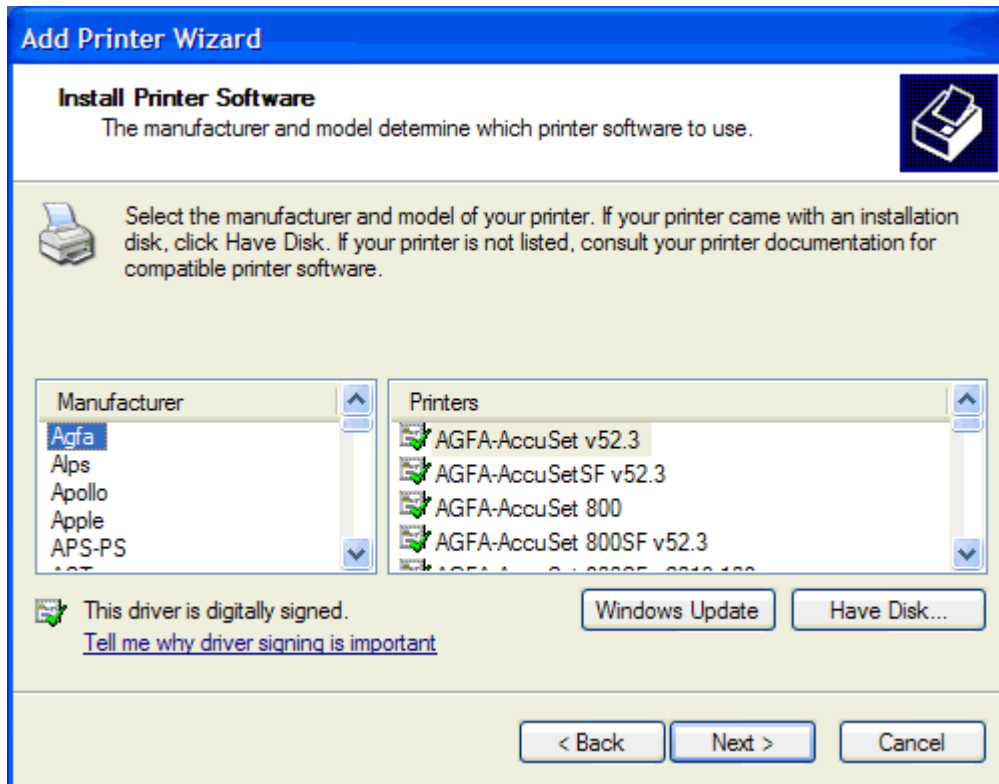 Add Printer Wizard
Install Printer Software
The manufacturer and model determine which printer software to use.
Select the manufacturer and model of your printer. If your printer came with an installation
disk, click Have Disk. If your printer is not listed, consult your printer documentation for
compatible printer software.
Manufacturer
Agfa
Alps
Apollo
Apple
APS-PS
Printers
AGFA-AccuSet v52.3
AGFA-AccuSetSF v52.3
AGFA-AccuSet 800
AGFA-AccuSet 800SF v52.3
This driver is digitally signed.
Tell me why driver signing is important
Windows Update
Have Disk...
< Back
Next >
Cancel